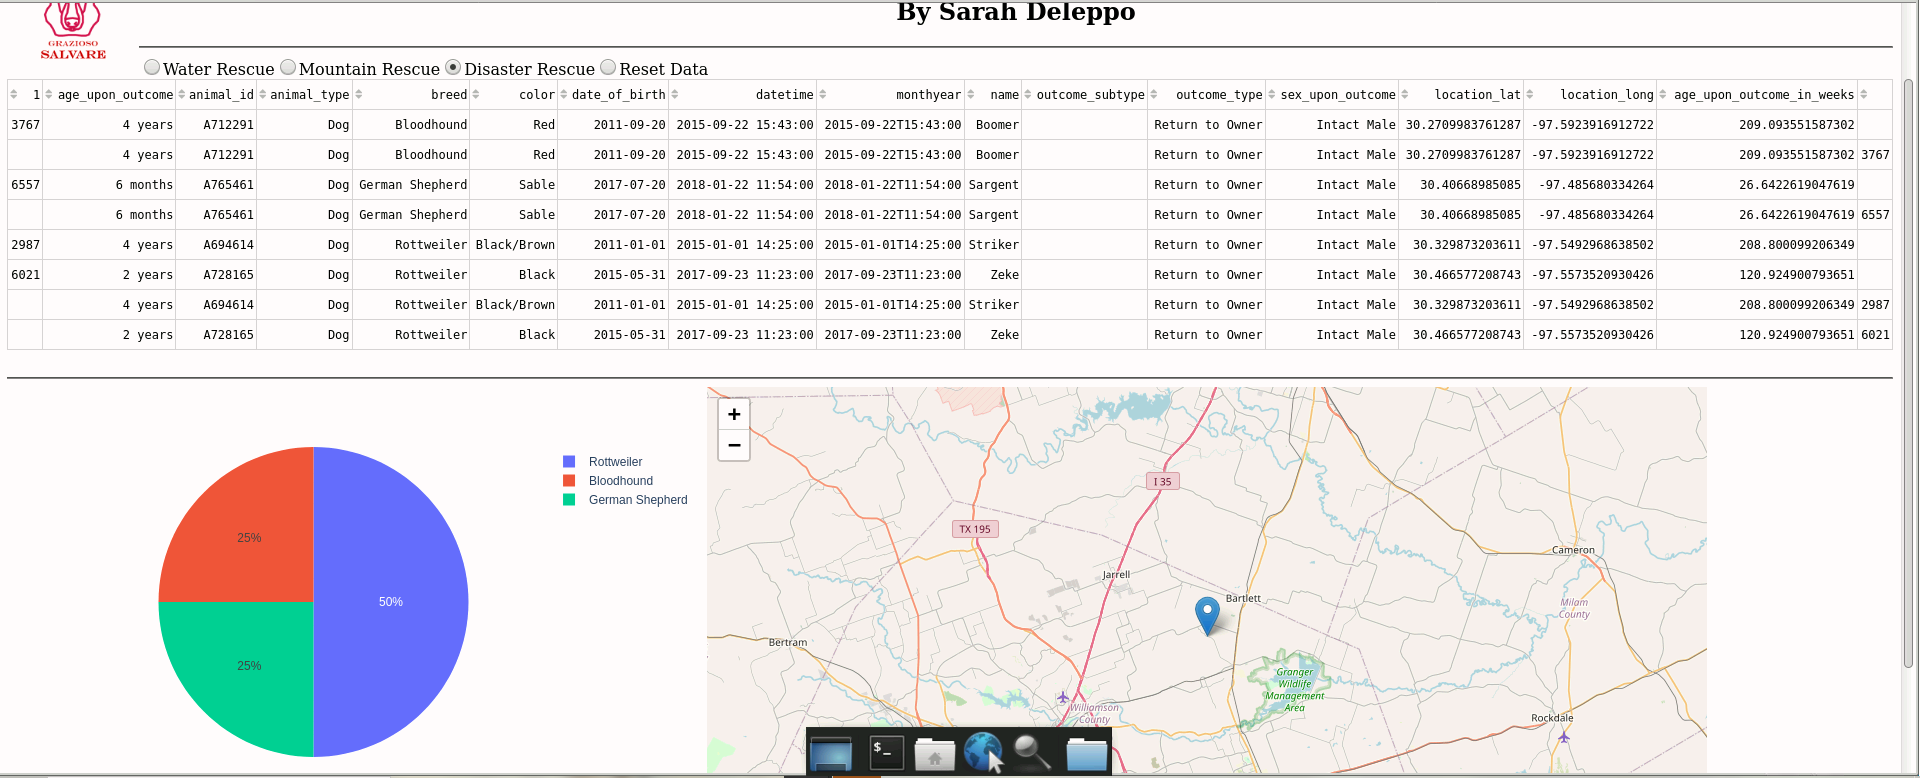 By Sarah Deleppo
GRAZIOSO
SALVARE
Water Rescue Mountain Rescue Disaster Rescue Reset Data
1 age_upon_outcome animal_id animal_type breed color date_of_birth datetime monthyear name outcome_subtype outcome_type sex_upon_outcome location_lat location_long age_upon_outcome_in_weeks
3767 4 years A712291 Dog Bloodhound Red 2011-09-20 2015-09-22 15:43:00 2015-09-22T15:43:00 Boomer Return to Owner Intact Male 30.2709983761287 -97.5923916912722 209.093551587302
4 years A712291 Dog Bloodhound Red 2011-09-20 2015-09-22 15:43:00 2015-09-22T15:43:00 Boomer Return to Owner Intact Male 30.2709983761287 -97.5923916912722 209.093551587302 3767
6557 6 months A765461 Dog German Shepherd Sable 2017-07-20 2018-01-22 11:54:00 2018-01-22T11:54:00 Sargent Return to Owner Intact Male 30.40668985085 -97.485680334264 26.6422619047619
6 months A765461 Dog German Shepherd Sable 2017-07-20 2018-01-22 11:54:00 2018-01-22T11:54:00 Sargent Return to Owner Intact Male 30.40668985085 -97.485680334264 26.6422619047619 6557
2987 4 years A694614 Dog Rottweiler Black/Brown 2011-01-01 2015-01-01 14:25:00 2015-01-01T14:25:00 Striker Return to Owner Intact Male 30.329873203611 -97.5492968638502 208.800099206349
6021 2 years A728165 Dog Rottweiler Black 2015-05-31 2017-09-23 11:23:00 2017-09-23T11:23:00 Zeke Return to Owner Intact Male 30.466577208743 -97.5573520930426 120.924900793651
4 years A694614 Dog Rottweiler Black/Brown 2011-01-01 2015-01-01 14:25:00 2015-01-01T14:25:00 Striker Return to Owner Intact Male 30.329873203611 -97.5492968638502 208.800099206349 2987
2 years A728165 Dog Rottweiler Black 2015-05-31 2017-09-23 11:23:00 2017-09-23T11:23:00 Zeke Return to Owner Intact Male 30.466577208743 -97.5573520930426 120.924900793651 6021
Rottweiler
Bloodhound
German Shepherd
25%
50%
25%
+
−
I 35
TX 195
Cameron
Jarrell
Bartlett
Milam
County
Bertram
Granger
Wildlife
Management
Area
Williamson
County
Rockdale
$_